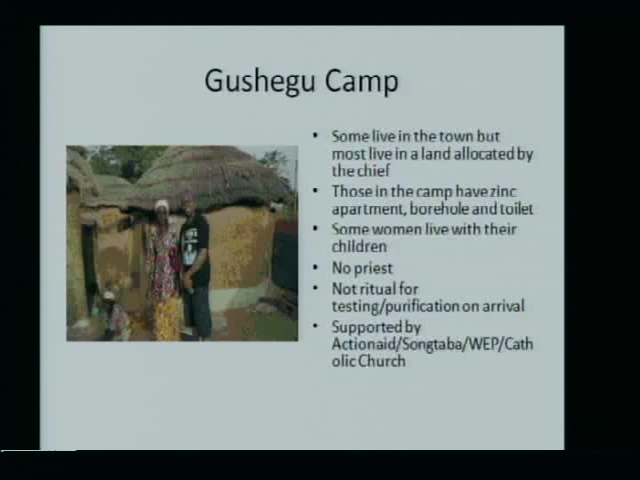 Gushegu Camp
• Some live in the town but
most live in a land allocated by
the chief
• Those in the camp have zinc
apartment, borehole and toilet
• Some women live with their
children
• No priest
• Not ritual for
testing/purification on arrival
• Supported by
Actionaid/Songtaba/WEP/Cath
olic Church